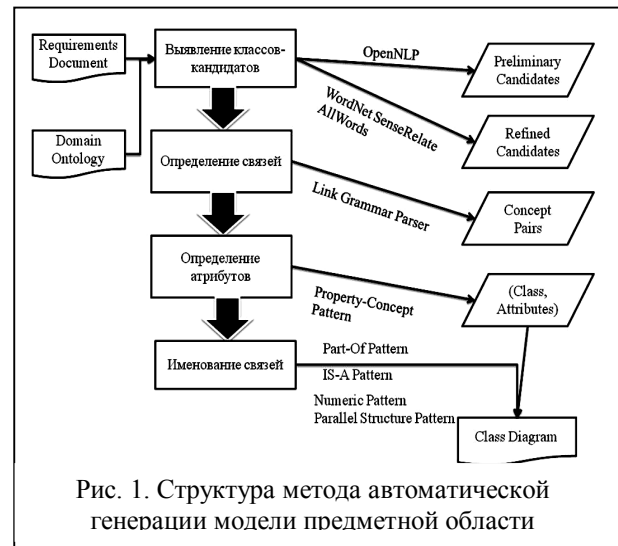 Requirements
Document
Выявление классов-
кандидатов
OpenNLP
Preliminary
Candidates
WordNet SenseRelate
AllWords
Domain
Ontology
Refined
Candidates
Определение связей
Link Grammar Parser
Concept
Pairs
Определение
атрибутов
Property-Concept
Pattern
(Class,
Attributes)
Именование связей
Part-Of Pattern
IS-A Pattern
Numeric Pattern
Parallel Structure Pattern
Class Diagram
Рис. 1. Структура метода автоматической
генерации модели предметной области